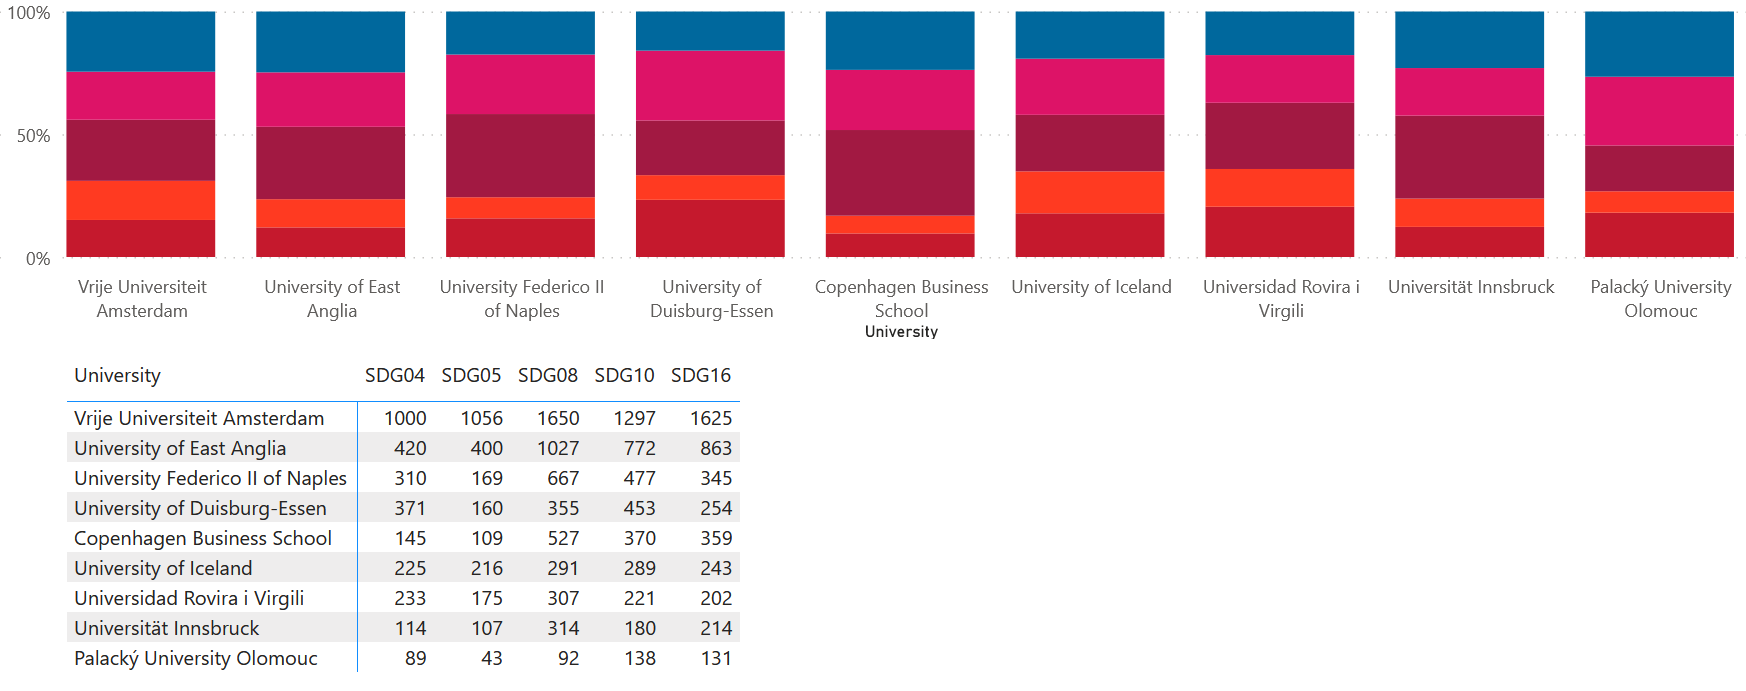 100%
50%
0%
Vrije Universiteit
Amsterdam
University of East
Anglia
University Federico II
of Naples
University of
Duisburg-Essen
Copenhagen Business
School
University of Iceland
Universidad Rovira i
Virgili
Universität Innsbruck
Palacký University
Olomouc
University
University SDG04 SDG05 SDG08 SDG10 SDG16
Vrije Universiteit Amsterdam 1000 1056 1650 1297 1625
University of East Anglia 420 400 1027 772 863
University Federico II of Naples 310 169 667 477 345
University of Duisburg-Essen 371 160 355 453 254
Copenhagen Business School 145 109 527 370 359
University of Iceland 225 216 291 289 243
Universidad Rovira i Virgili 233 175 307 221 202
Universität Innsbruck 114 107 314 180 214
Palacký University Olomouc 89 43 92 138 131